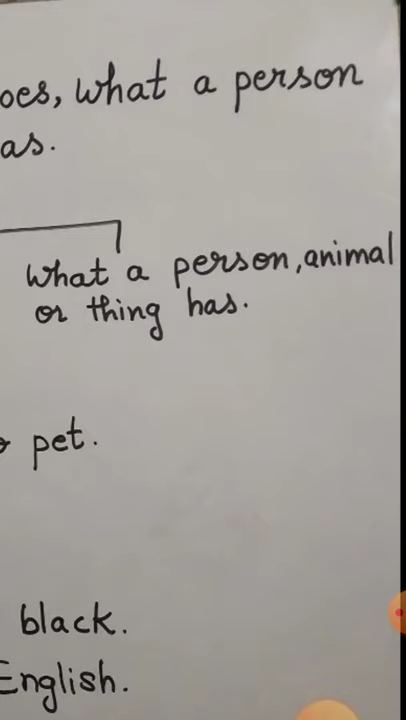 oes, what a person
as.
what a person, animal
or thing has.
pet.
black.
English.